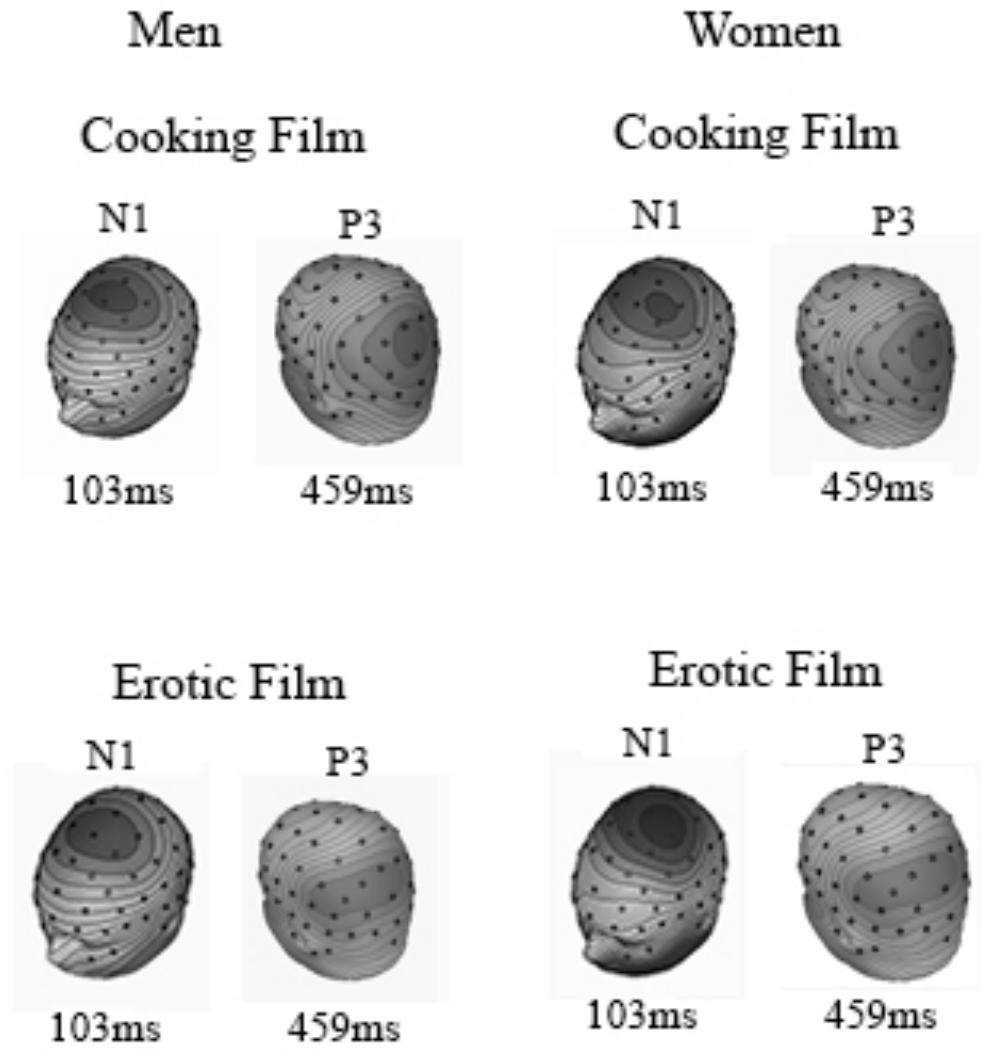 Men Women
Cooking Film Cooking Film
N1 P3 N1 P3
103ms 459ms 103ms 459ms
Erotic Film Erotic Film
N1 P3 N1 P3
103ms 459ms 103ms 459ms